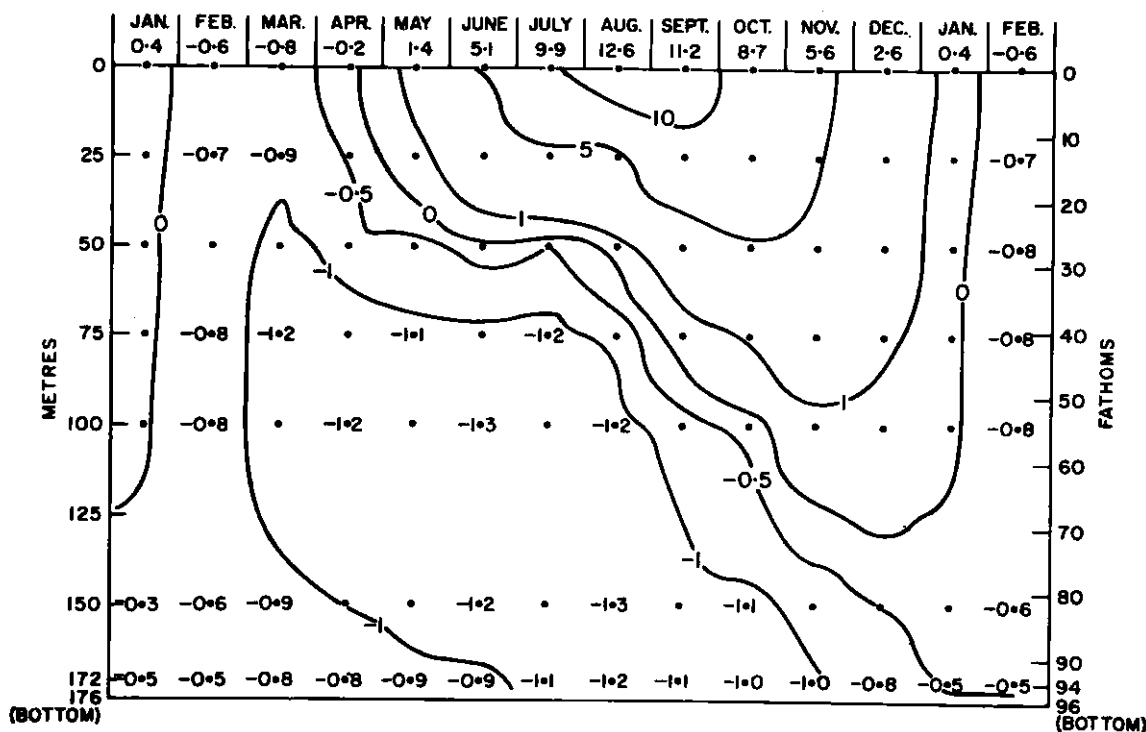 JAN. FEB. MAR. APR. MAY JUNE JULY AUG. SEPT. OCT. NOV. DEC. JAN. FEB.
0·4 -0·6 -0·8 -0·2 1·4 5·1 9·9 12·6 11·2 8·7 5·6 2·6 0·4 -0·6
0 0
10
10
25 -0·7 -0·9 5 -0·7
-0·5
20
0 0 1
50 -0·8
-1 30
0
75 -0·8 -1·2 -1·1 -1·2 40 -0·8
METRES
FATHOMS
1 50
100 -0·8 -1·2 -1·3 -1·2 -0·8
60
-0·5
125
70
-1
150 -0·3 -0·6 -0·9 -1·2 -1·3 -1·1 -0·6 80
-1
90
172 -0·5 -0·5 -0·8 -0·8 -0·9 -0·9 -1·1 -1·2 -1·1 -1·0 -1·0 -0·8 -0·5 -0·5 94
176 96
(BOTTOM) (BOTTOM)